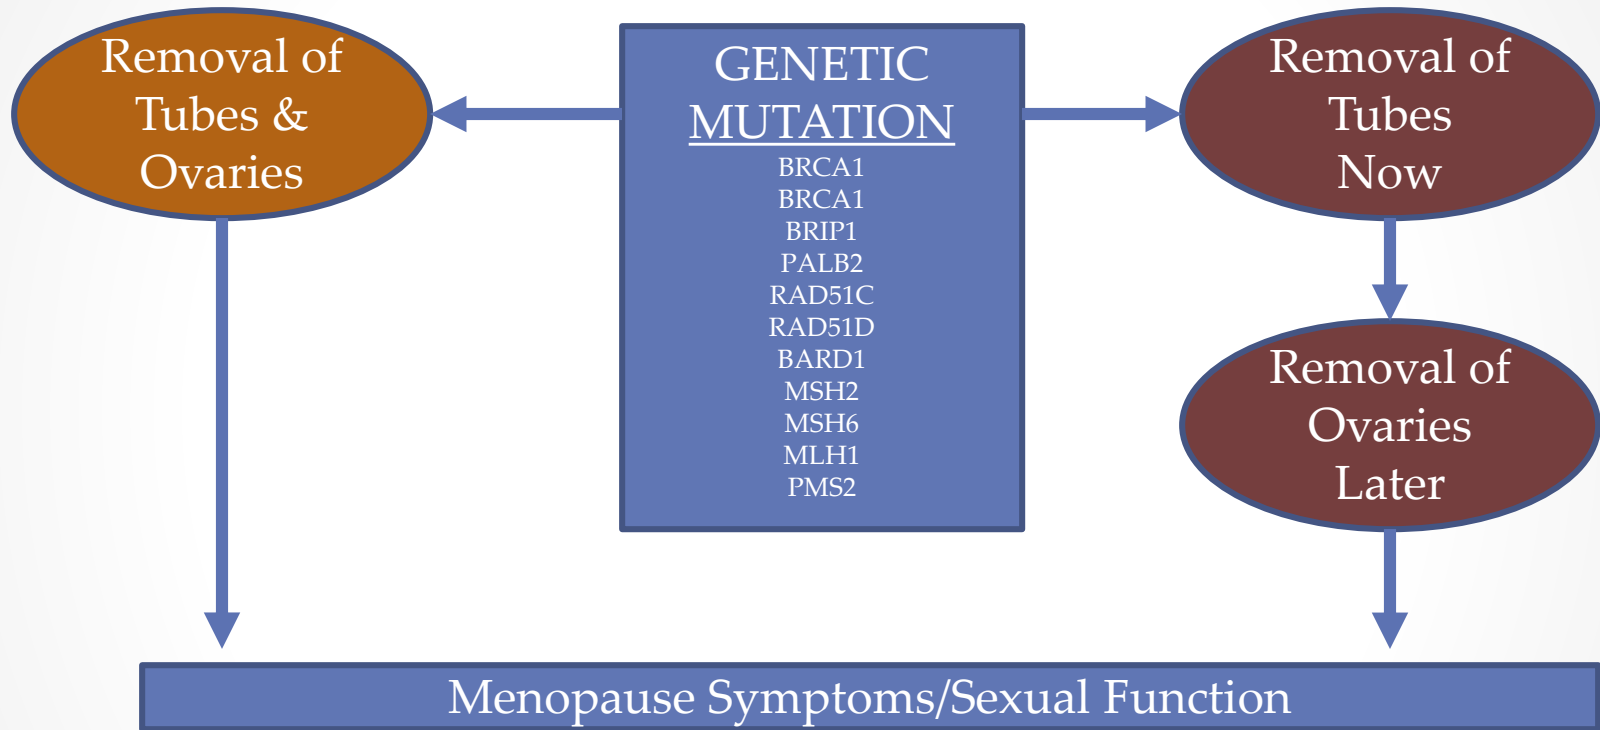 Removal of
Tubes &
Ovaries
GENETIC
MUTATION
BRCA1
BRCA1
BRIP1
PALB2
RAD51C
RAD51D
BARD1
MSH2
MSH6
MLH1
PMS2
Removal of
Tubes
Now
Removal of
Ovaries
Later
Menopause Symptoms/Sexual Function